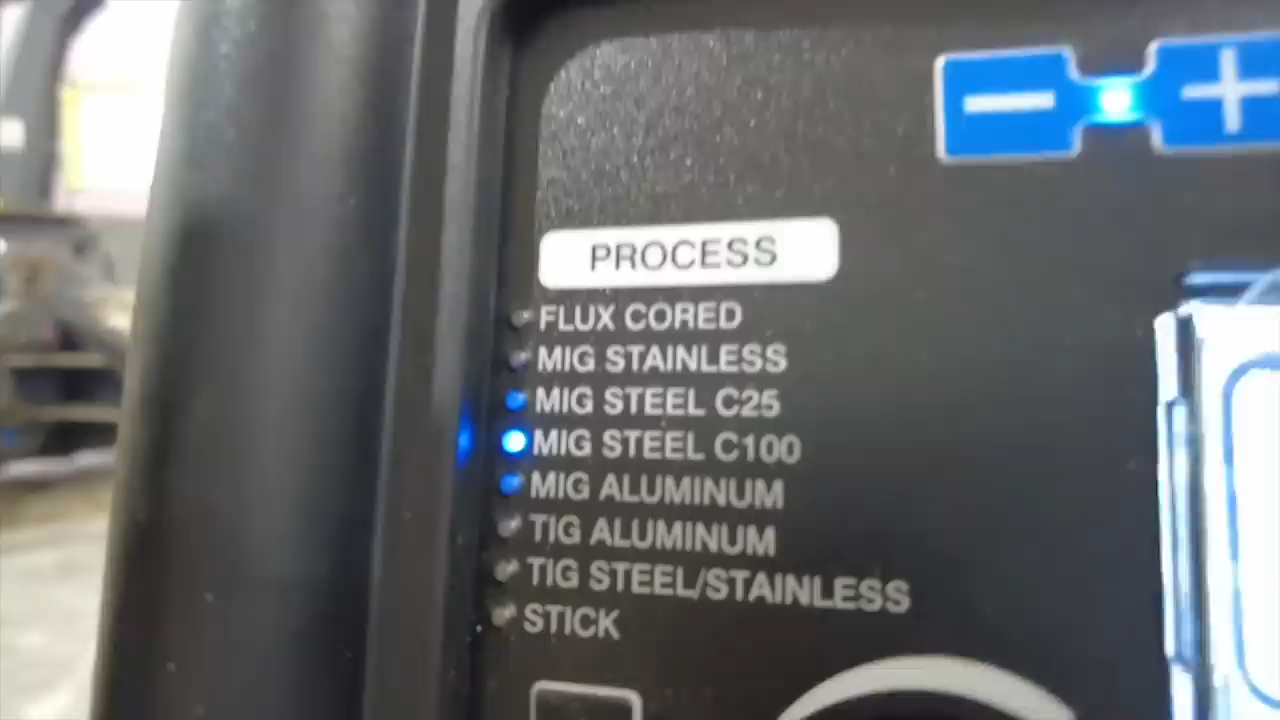 − +
PROCESS
FLUX CORED
MIG STAINLESS
MIG STEEL C25
MIG STEEL C100
MIG ALUMINUM
TIG ALUMINUM
TIG STEEL/STAINLESS
STICK